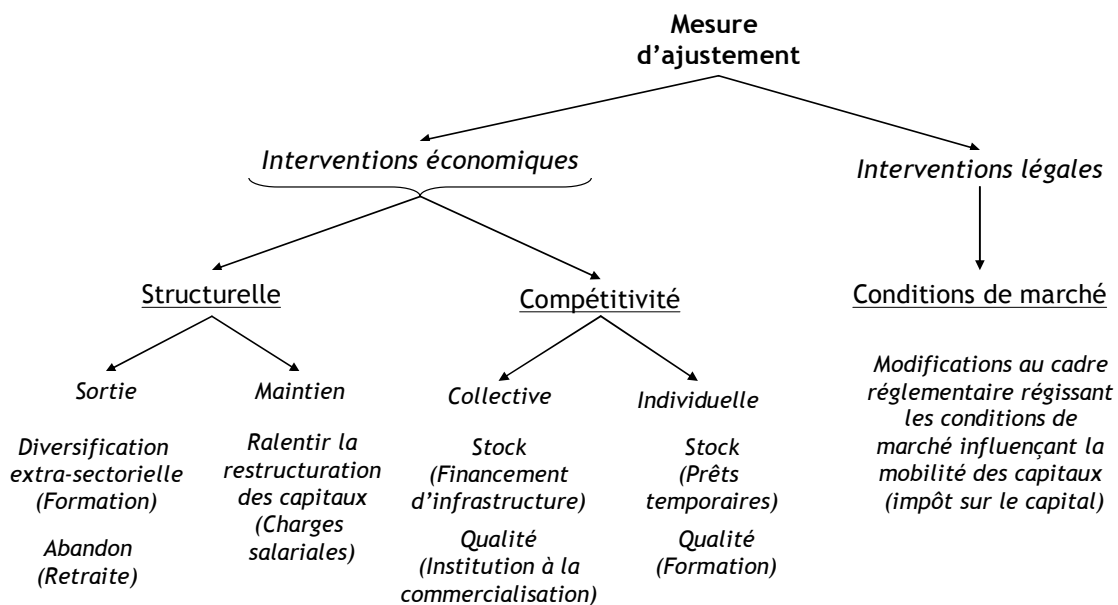 Mesure
d’ajustement
Interventions économiques
Interventions légales
Structurelle
Compétitivité
Conditions de marché
Sortie
Maintien
Collective
Individuelle
Diversification
extra-sectorielle
(Formation)
Abandon
(Retraite)
Ralentir la
restructuration
des capitaux
(Charges
salariales)
Stock
(Financement
d’infrastructure)
Qualité
(Institution à la
commercialisation)
Stock
(Prêts
temporaires)
Qualité
(Formation)
Modifications au cadre
réglementaire régissant
les conditions de
marché influençant la
mobilité des capitaux
(impôt sur le capital)